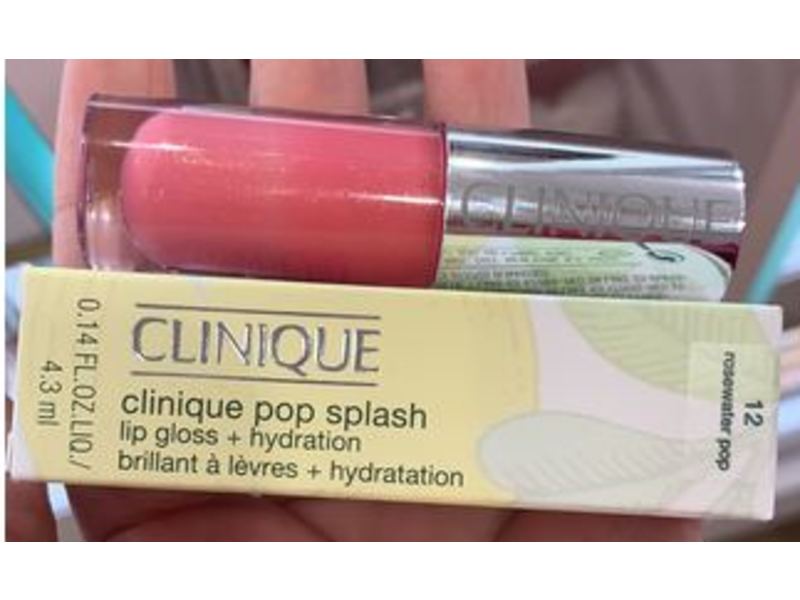 CLINIQUE
0.14 FL.OZ.LIQ./
4.3 ml
CLINIQUE
clinique pop splash
lip gloss + hydration
brillant à lèvres + hydratation
12
rosewater pop